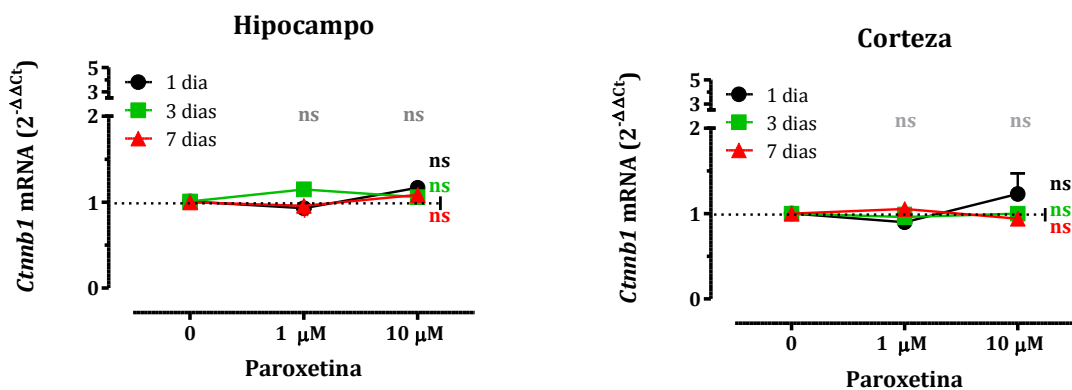 Hipocampo
Ctnnb1 mRNA (2^-ΔΔCt)
5
3
2
1
0
1 dia
3 dias
7 dias
ns ns
ns
ns
ns
0 1 μM 10 μM
Paroxetina
Corteza
Ctnnb1 mRNA (2^-ΔΔCt)
5
3
2
1
0
1 dia
3 dias
7 dias
ns ns
ns
ns
ns
0 1 μM 10 μM
Paroxetina